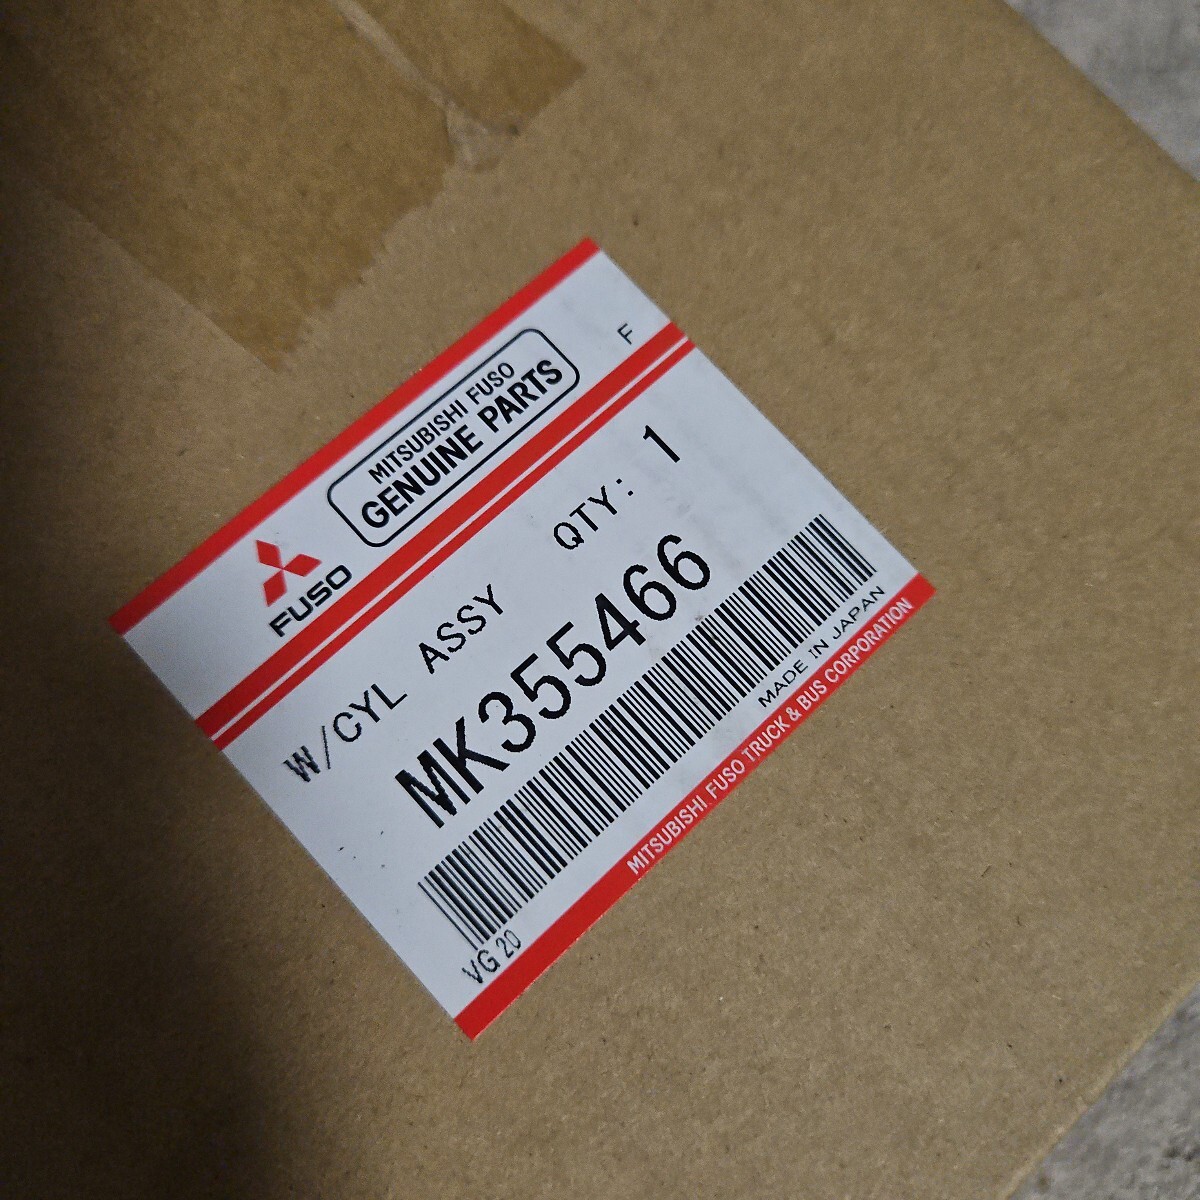 FUSO
MITSUBISHI FUSO
GENUINE PARTS
F
W/CYL ASSY QTY: 1
MK355466
VG 20
MADE IN JAPAN
MITSUBISHI FUSO TRUCK & BUS CORPORATION